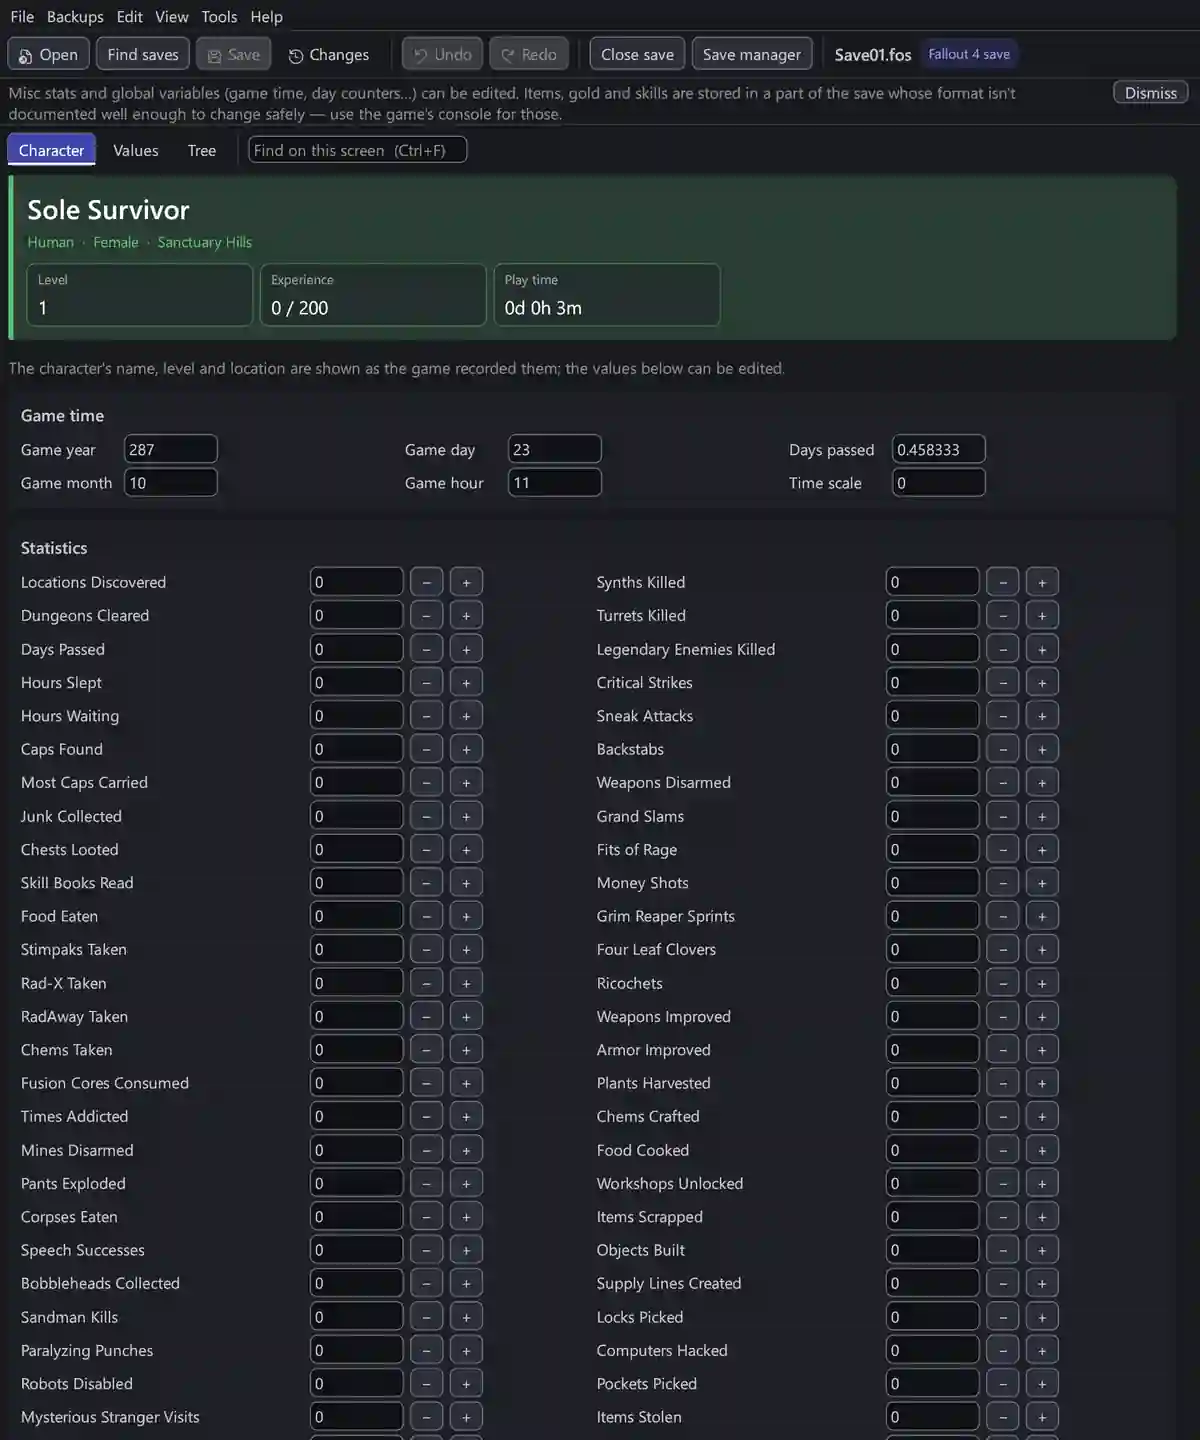 File Backups Edit View Tools Help
Open Find saves Save Changes Undo Redo Close save Save manager Save01.fos Fallout 4 save
Misc stats and global variables (game time, day counters...) can be edited. Items, gold and skills are stored in a part of the save whose format isn't
documented well enough to change safely — use the game's console for those.
Dismiss
Character Values Tree Find on this screen (Ctrl+F)
Sole Survivor
Human · Female · Sanctuary Hills
Level Experience Play time
1 0 / 200 0d 0h 3m
The character's name, level and location are shown as the game recorded them; the values below can be edited.
Game time
Game year 287 Game day 23 Days passed 0.458333
Game month 10 Game hour 11 Time scale 0
Statistics
Locations Discovered 0 − + Synths Killed 0 − +
Dungeons Cleared 0 − + Turrets Killed 0 − +
Days Passed 0 − + Legendary Enemies Killed 0 − +
Hours Slept 0 − + Critical Strikes 0 − +
Hours Waiting 0 − + Sneak Attacks 0 − +
Caps Found 0 − + Backstabs 0 − +
Most Caps Carried 0 − + Weapons Disarmed 0 − +
Junk Collected 0 − + Grand Slams 0 − +
Chests Looted 0 − + Fits of Rage 0 − +
Skill Books Read 0 − + Money Shots 0 − +
Food Eaten 0 − + Grim Reaper Sprints 0 − +
Stimpaks Taken 0 − + Four Leaf Clovers 0 − +
Rad-X Taken 0 − + Ricochets 0 − +
RadAway Taken 0 − + Weapons Improved 0 − +
Chems Taken 0 − + Armor Improved 0 − +
Fusion Cores Consumed 0 − + Plants Harvested 0 − +
Times Addicted 0 − + Chems Crafted 0 − +
Mines Disarmed 0 − + Food Cooked 0 − +
Pants Exploded 0 − + Workshops Unlocked 0 − +
Corpses Eaten 0 − + Items Scrapped 0 − +
Speech Successes 0 − + Objects Built 0 − +
Bobbleheads Collected 0 − + Supply Lines Created 0 − +
Sandman Kills 0 − + Locks Picked 0 − +
Paralyzing Punches 0 − + Computers Hacked 0 − +
Robots Disabled 0 − + Pockets Picked 0 − +
Mysterious Stranger Visits 0 − + Items Stolen 0 − +